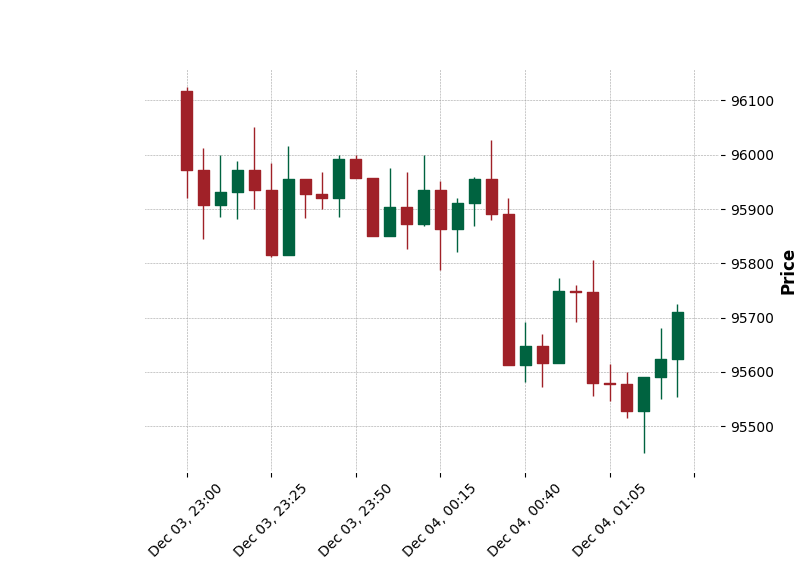 96100
96000
95900
95800
95700
95600
95500
Price
Dec 03, 23:00
Dec 03, 23:25
Dec 03, 23:50
Dec 04, 00:15
Dec 04, 00:40
Dec 04, 01:05